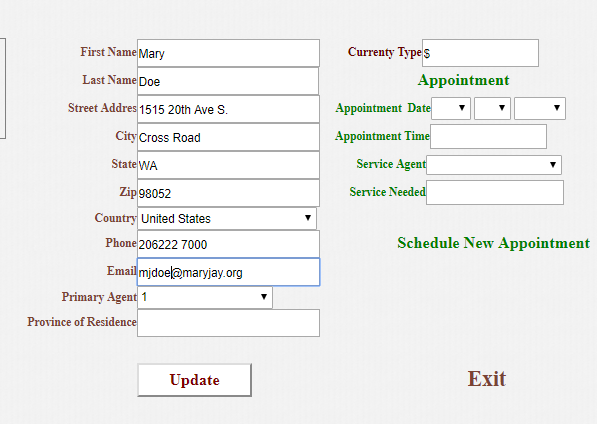 First Name Mary
Last Name Doe
Street Addres 1515 20th Ave S.
City Cross Road
State WA
Zip 98052
Country United States
Phone 206222 7000
Email mjdoe@maryjay.org
Primary Agent 1
Province of Residence
Update
Currenty Type $
Appointment
Appointment Date
Appointment Time
Service Agent
Service Needed
Schedule New Appointment
Exit